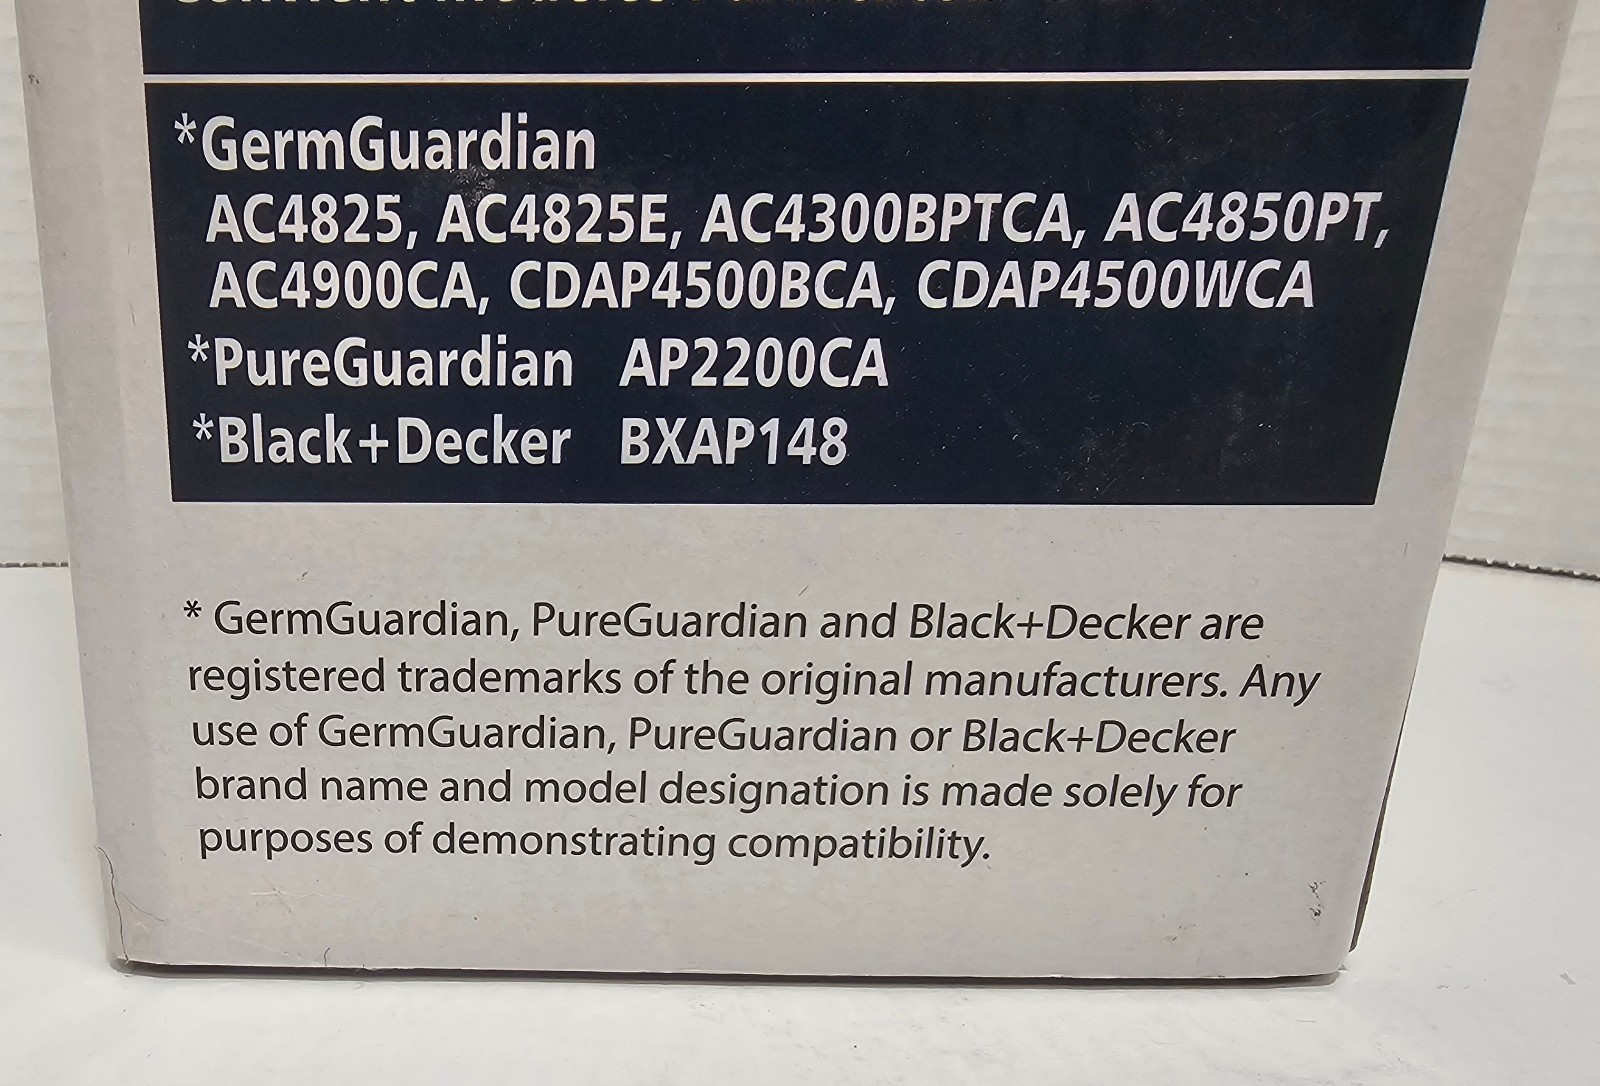 *GermGuardian
AC4825, AC4825E, AC4300BPTCA, AC4850PT,
AC4900CA, CDAP4500BCA, CDAP4500WCA
*PureGuardian AP2200CA
*Black+Decker BXAP148
* GermGuardian, PureGuardian and Black+Decker are
registered trademarks of the original manufacturers. Any
use of GermGuardian, PureGuardian or Black+Decker
brand name and model designation is made solely for
purposes of demonstrating compatibility.